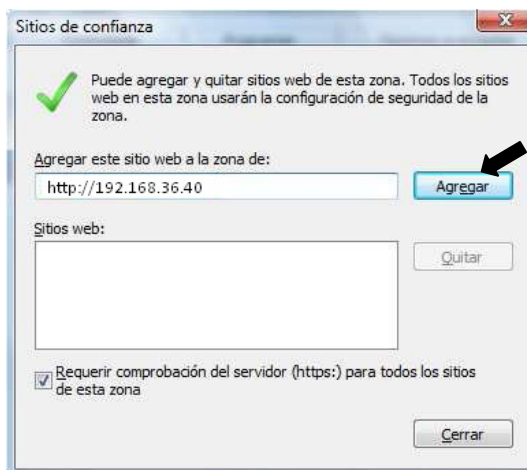 Sitios de confianza
Puede agregar y quitar sitios web de esta zona. Todos los sitios
web en esta zona usarán la configuración de seguridad de la
zona.
Agregar este sitio web a la zona de:
http://192.168.36.40
Agregar
Sitios web:
Quitar
Requerir comprobación del servidor (https:) para todos los sitios
de esta zona
Cerrar